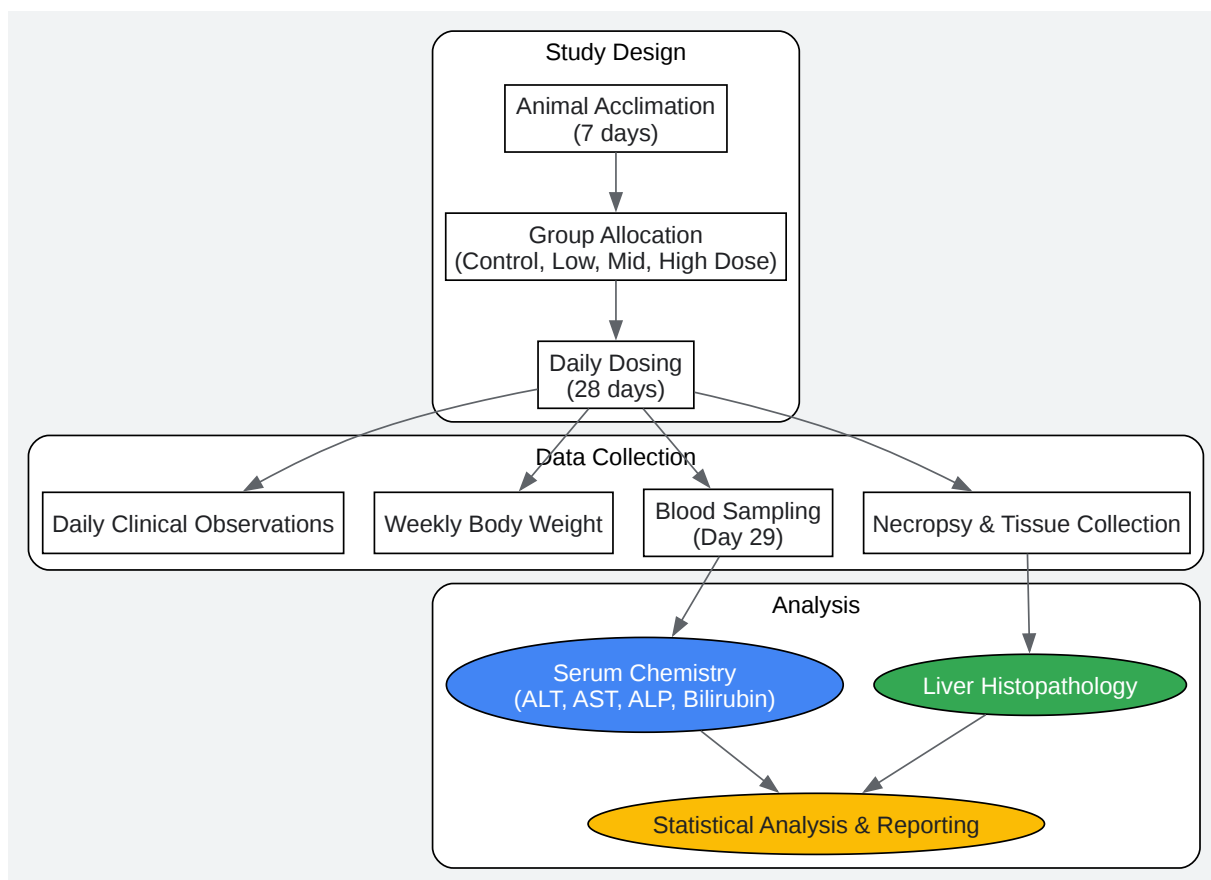 Study Design
Animal Acclimation
(7 days)
Group Allocation
(Control, Low, Mid, High Dose)
Daily Dosing
(28 days)
Data Collection
Daily Clinical Observations
Weekly Body Weight
Blood Sampling
(Day 29)
Necropsy & Tissue Collection
Analysis
Serum Chemistry
(ALT, AST, ALP, Bilirubin)
Liver Histopathology
Statistical Analysis & Reporting